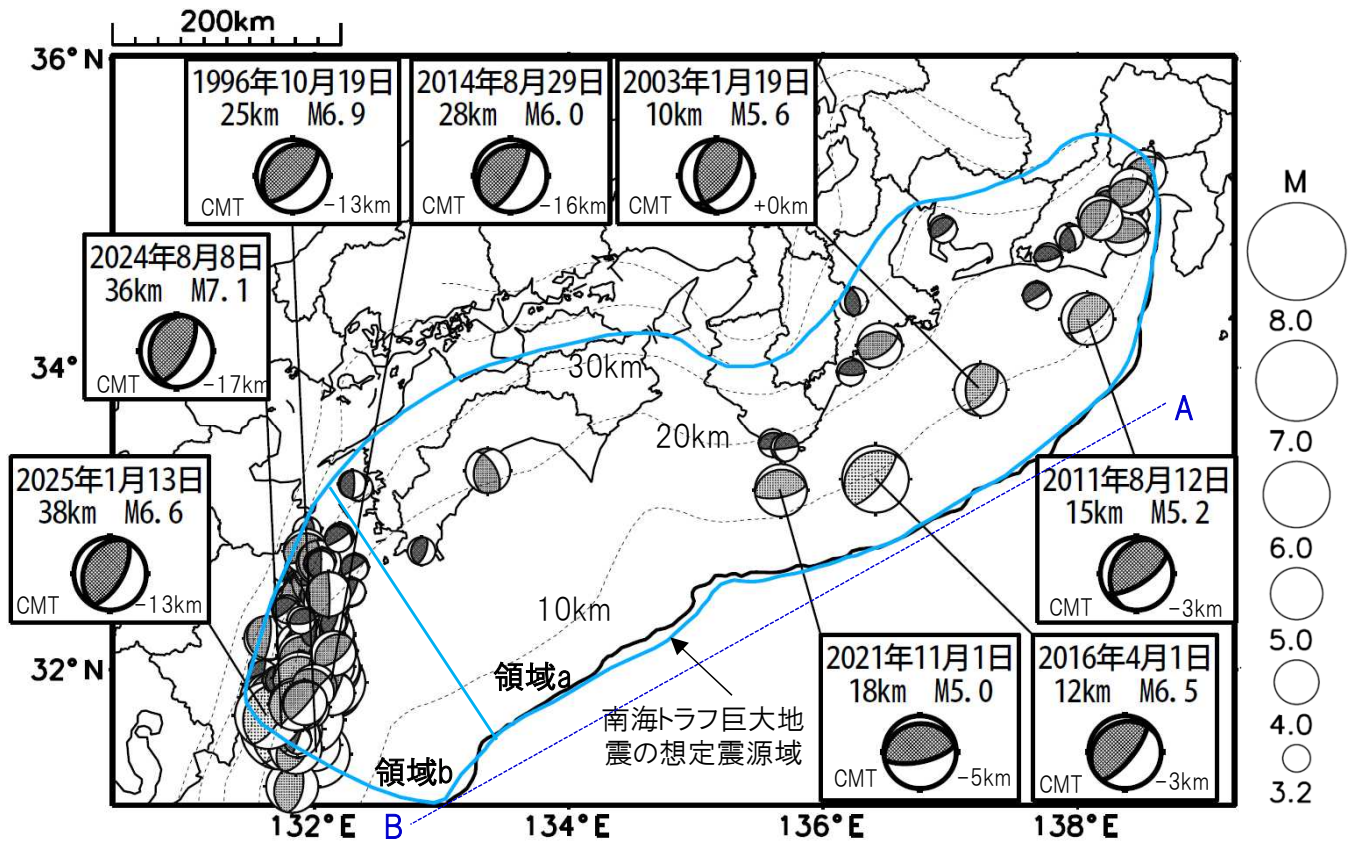 200km
36°N
34°
32°N
132°E
134°E
136°E
138°E
1996年10月19日
25km M6.9
CMT
-13km
2014年8月29日
28km M6.0
CMT
-16km
2003年1月19日
10km M5.6
CMT
+0km
2024年8月8日
36km M7.1
CMT
-17km
2025年1月13日
38km M6.6
CMT
-13km
30km
20km
10km
A
2011年8月12日
15km M5.2
CMT
-3km
2021年11月1日
18km M5.0
CMT
-5km
2016年4月1日
12km M6.5
CMT
-3km
領域a
南海トラフ巨大地
震の想定震源域
領域b
B
M
8.0
7.0
6.0
5.0
4.0
3.2